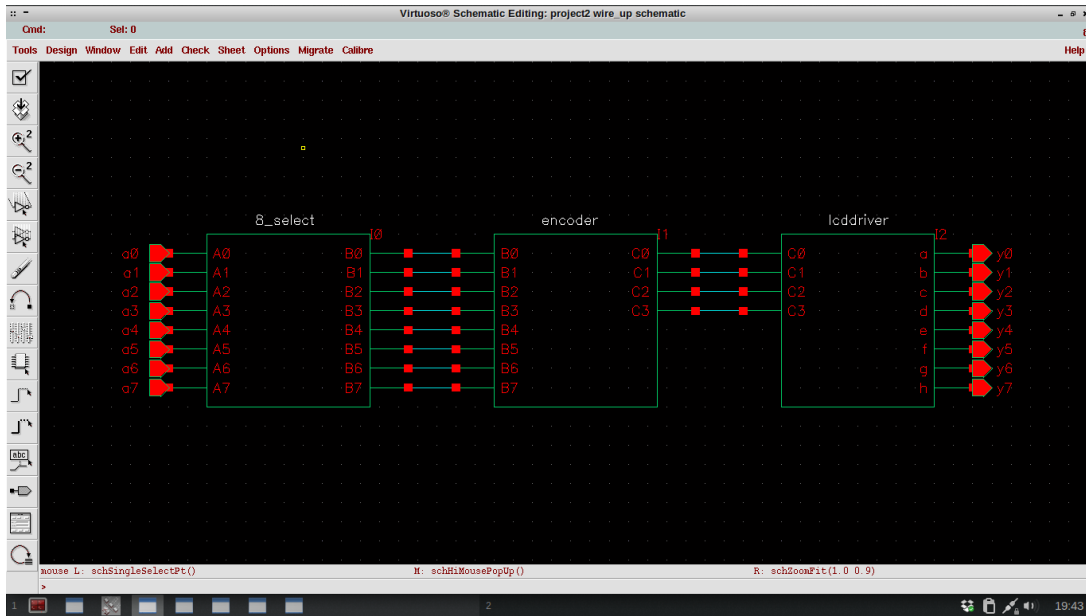 Virtuoso® Schematic Editing: project2 wire_up schematic
Cmd: Sel: 0 8
Tools Design Window Edit Add Check Sheet Options Migrate Calibre Help
2
2
abc
8_select encoder lcddriver
I0 I1 I2
a0 A0 B0 B0 C0 C0 a y0
a1 A1 B1 B1 C1 C1 b y1
a2 A2 B2 B2 C2 C2 c y2
a3 A3 B3 B3 C3 C3 d y3
a4 A4 B4 B4 e y4
a5 A5 B5 B5 f y5
a6 A6 B6 B6 g y6
a7 A7 B7 B7 h y7
mouse L: schSingleSelectPt() M: schHiMousePopUp() R: schZoomFit(1.0 0.9)
>
1 2 19:43